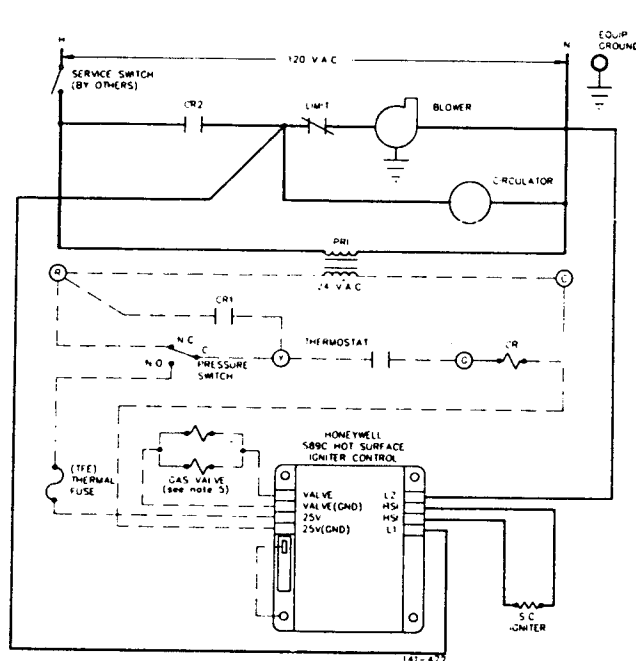 H
N
EQUIP
GROUND
120 V.A.C
SERVICE SWITCH
(BY OTHERS)
CR2
LIMIT
BLOWER
CIRCULATOR
PRI
R
24 V.A.C
C
CR1
N.C
THERMOSTAT
CR
C
Y
G
N.O
PRESSURE
SWITCH
HONEYWELL
S89C HOT SURFACE
IGNITER CONTROL
(TFE)
THERMAL
FUSE
GAS VALVE
(see note 5)
VALVE
L2
VALVE(GND)
HSI
25V
HSI
25V(GND)
L1
S.C.
IGNITER
141-422